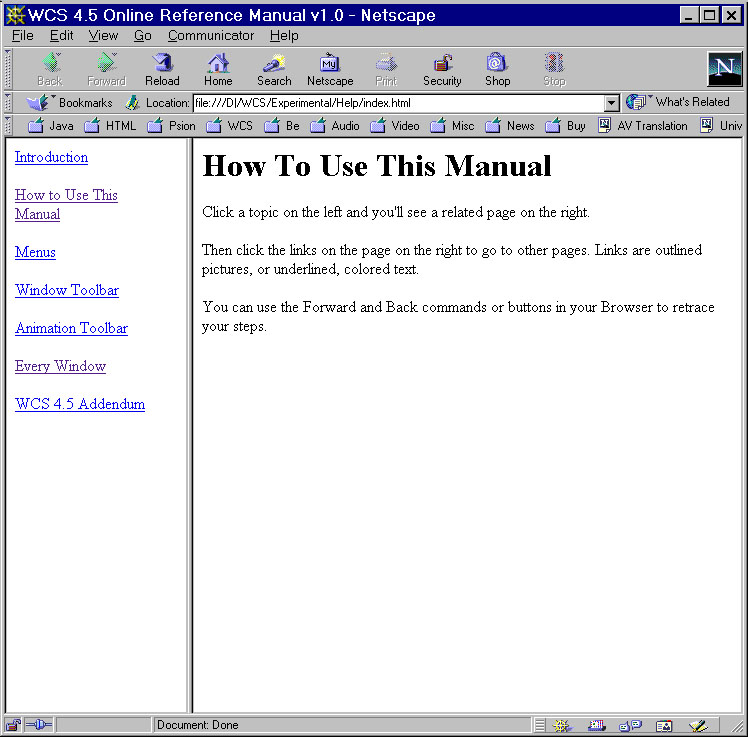 WCS 4.5 Online Reference Manual v1.0 - Netscape
File Edit View Go Communicator Help
Back Forward Reload Home Search Netscape Print Security Shop Stop
My
N
Bookmarks Location: file:///D|/WCS/Experimental/Help/index.html What's Related
Java HTML Psion WCS Be Audio Video Misc News Buy AV Translation Univ
Introduction
How to Use This
Manual
Menus
Window Toolbar
Animation Toolbar
Every Window
WCS 4.5 Addendum
How To Use This Manual
Click a topic on the left and you'll see a related page on the right.
Then click the links on the page on the right to go to other pages. Links are outlined
pictures, or underlined, colored text.
You can use the Forward and Back commands or buttons in your Browser to retrace
your steps.
Document: Done